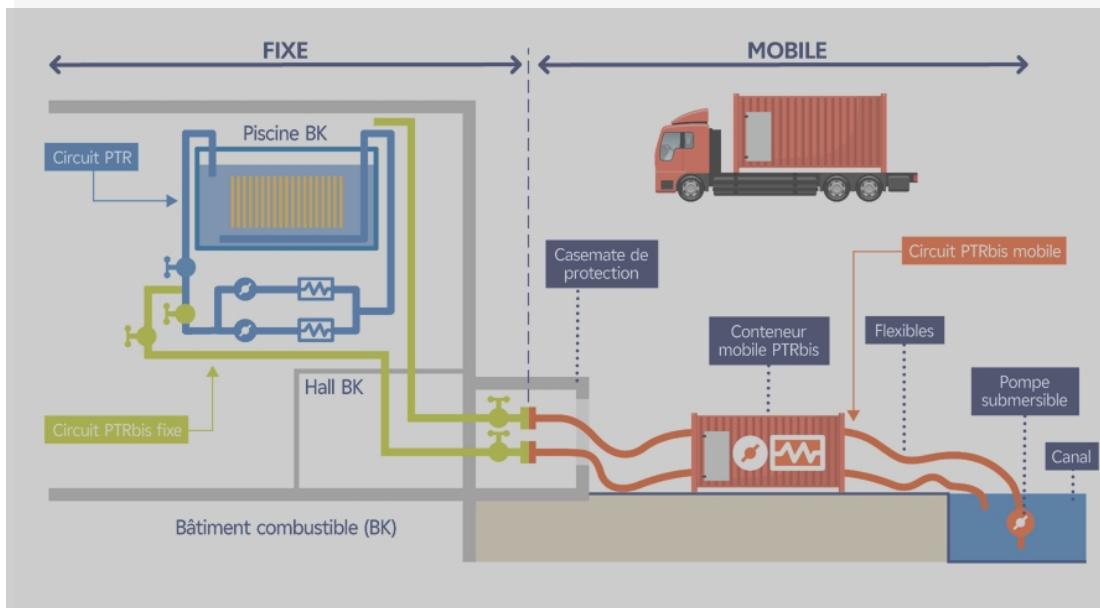 FIXE
MOBILE
Piscine BK
Circuit PTR
Casemate de
protection
Circuit PTRbis mobile
Conteneur
mobile PTRbis
Flexibles
Pompe
submersible
Hall BK
Circuit PTRbis fixe
Canal
Bâtiment combustible (BK)